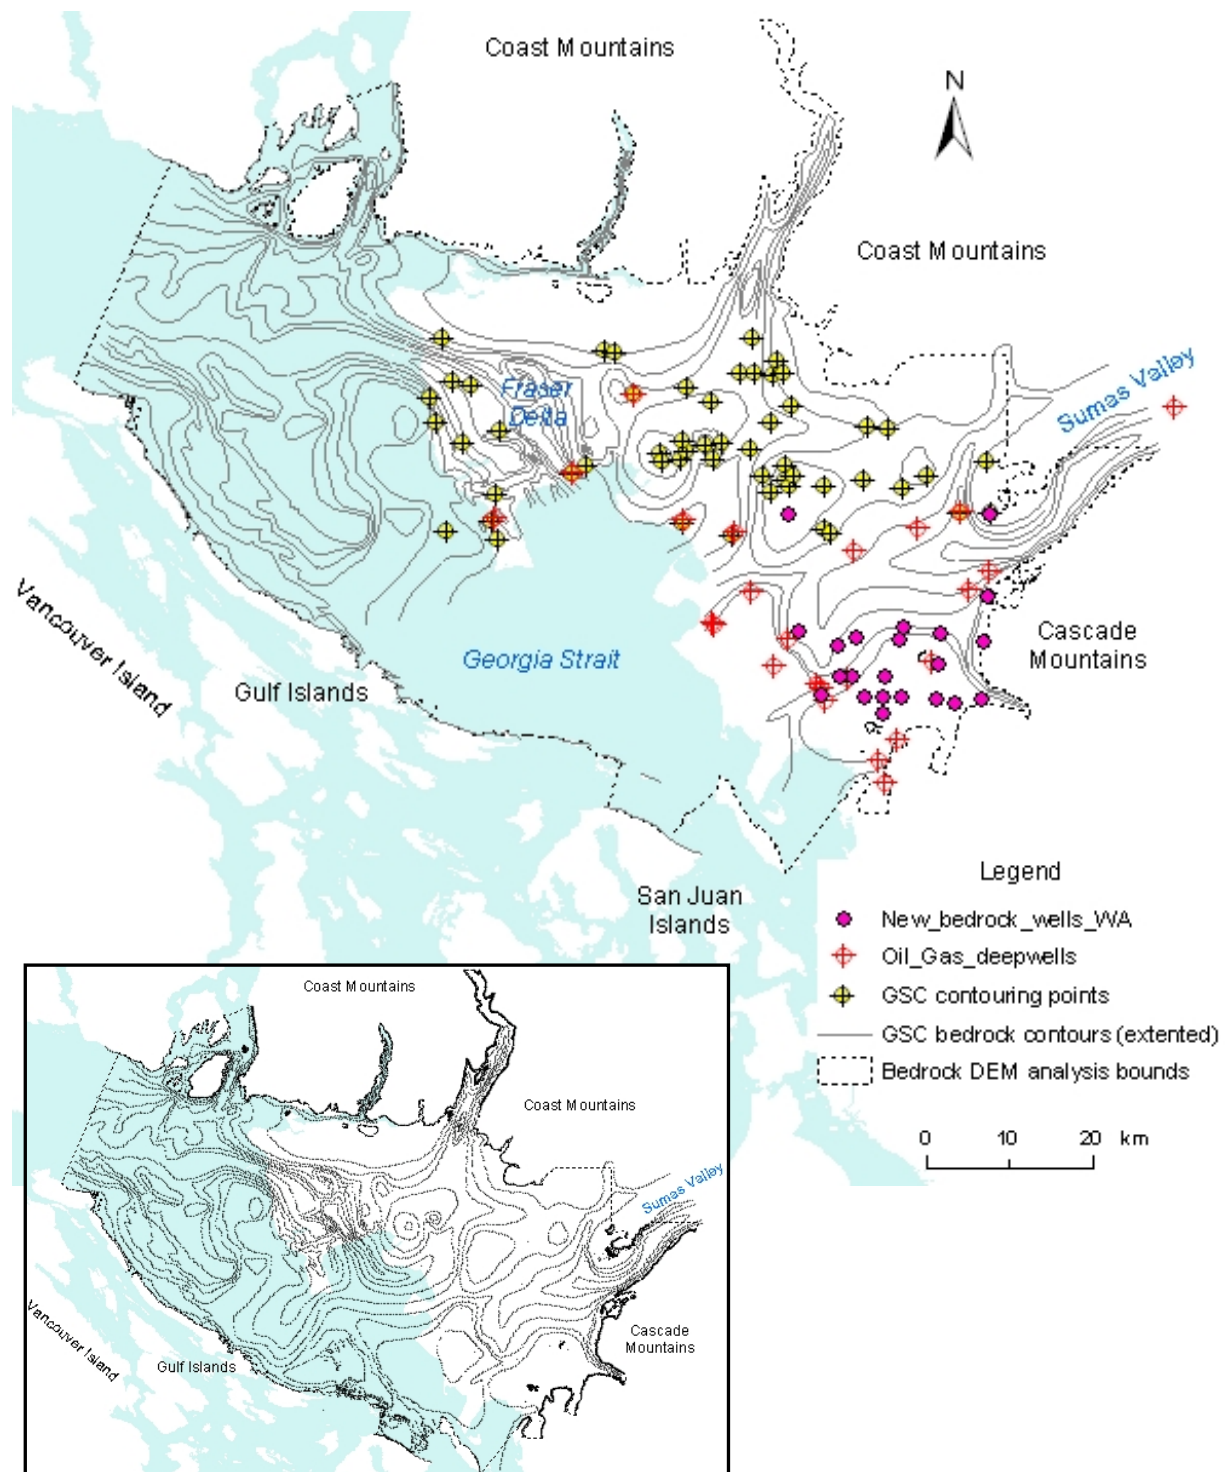 Coast Mountains
N
Coast Mountains
Sumas Valley
Fraser
Delta
Vancouver Island
Georgia Strait
Gulf Islands
Cascade
Mountains
San Juan
Islands
Legend
New_bedrock_wells_WA
Oil_Gas_deepwells
GSC contouring points
GSC bedrock contours (extented)
Bedrock DEM analysis bounds
0 10 20 km
Coast Mountains
Coast Mountains
Sumas Valley
Vancouver Island
Gulf Islands
Cascade
Mountains